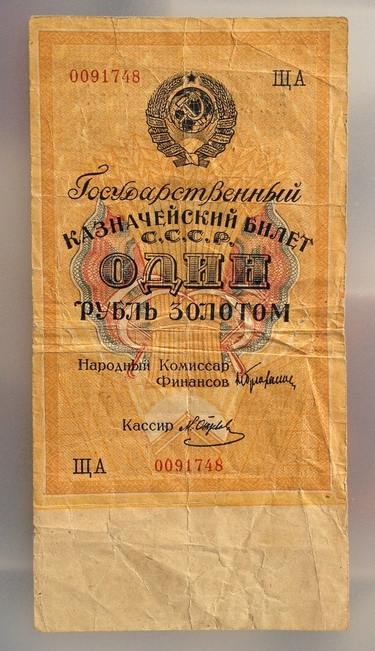 0091748 ЩА
Государственный
КАЗНАЧЕЙСКИЙ БИЛЕТ
С.С.С.Р.
ОДИН
РУБЛЬ ЗОЛОТОМ
Народный Комиссар
Финансов
Кассир
ЩА 0091748